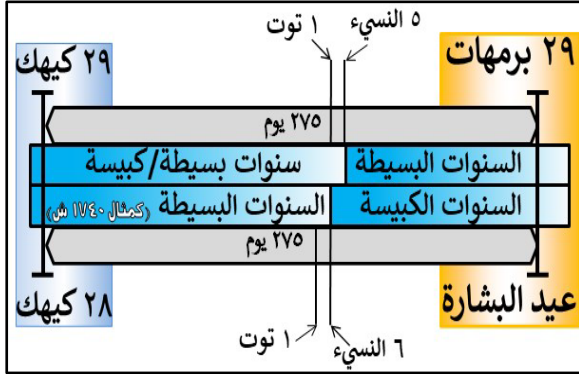 ٥ النسيء
١ توت
٢٩ برمهات
٢٩ كيهك
٢٧٥ يوم
السنوات البسيطة
سنوات بسيطة/كبيسة
السنوات الكبيسة
السنوات البسيطة (كمثال ١٧٤٠ ش)
٢٧٥ يوم
عيد البشارة
٢٨ كيهك
٦ النسيء
١ توت